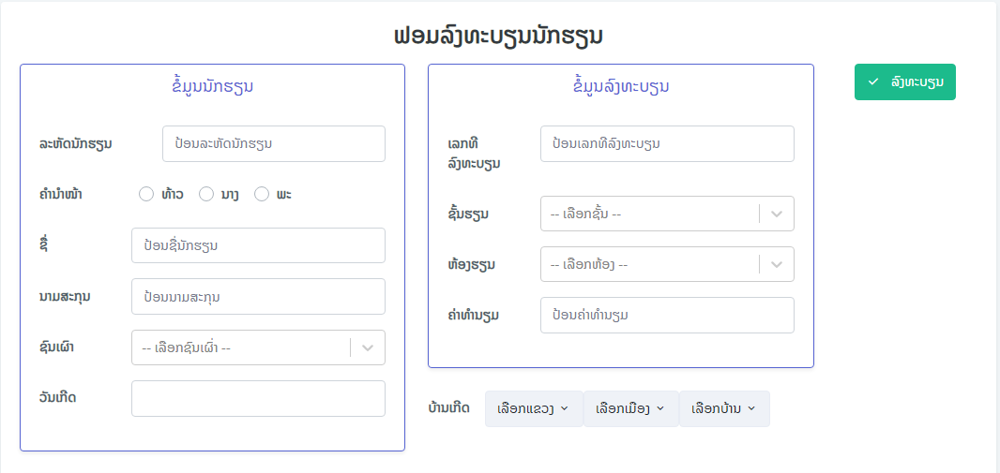 ຟອມລົງທະບຽນນັກຮຽນ
ຂໍ້ມູນນັກຮຽນ
ລະຫັດນັກຮຽນ
ປ້ອນລະຫັດນັກຮຽນ
ຄຳນຳໜ້າ
ທ້າວ ນາງ ພະ
ຊື່
ປ້ອນຊື່ນັກຮຽນ
ນາມສະກຸນ
ປ້ອນນາມສະກຸນ
ຊົນເຜົ່າ
-- ເລືອກຊົນເຜົ່າ --
ວັນເກີດ
ຂໍ້ມູນລົງທະບຽນ
ເລກທີ
ລົງທະບຽນ
ປ້ອນເລກທີລົງທະບຽນ
ຊັ້ນຮຽນ
-- ເລືອກຊັ້ນ --
ຫ້ອງຮຽນ
-- ເລືອກຫ້ອງ --
ຄ່າທຳນຽມ
ປ້ອນຄ່າທຳນຽມ
ບ້ານເກີດ
ເລືອກແຂວງ ເລືອກເມືອງ ເລືອກບ້ານ
ລົງທະບຽນ